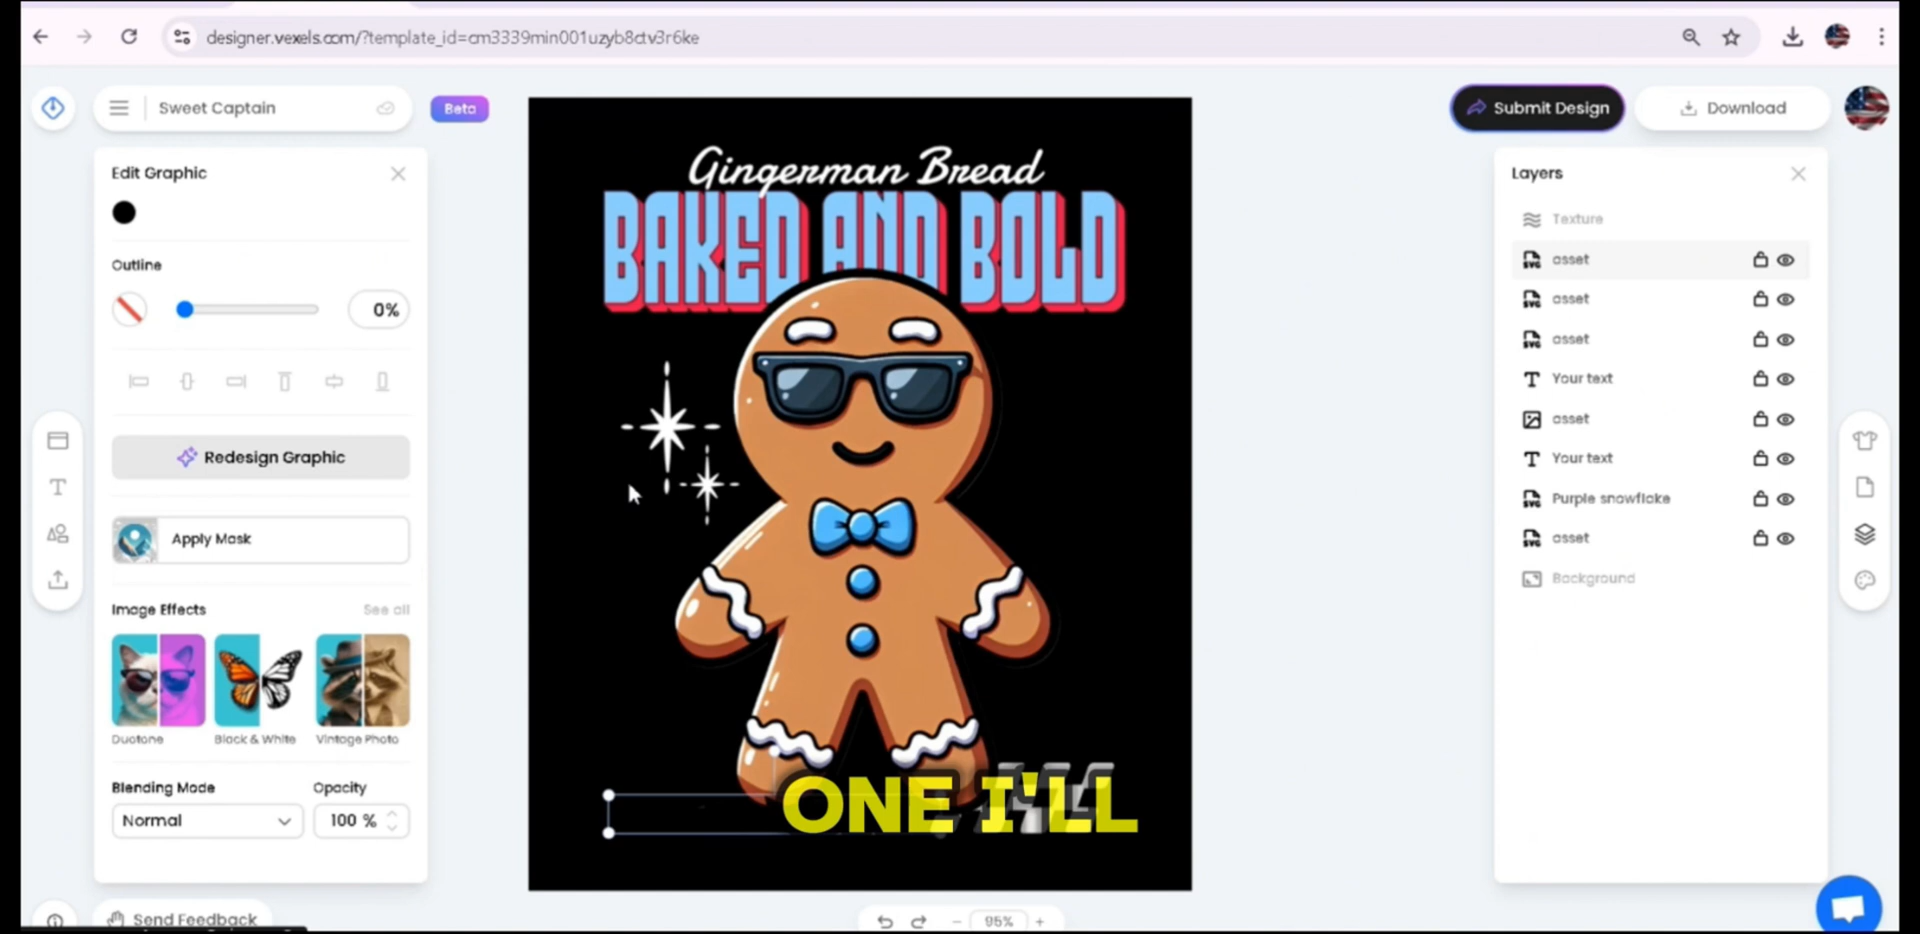 designer.vexels.com/?template_id=cm3339min001uzyb8ctv3r6ke
Sweet Captain
Beta
Submit Design
Download
Edit Graphic
Outline
0%
Redesign Graphic
Apply Mask
Image Effects
See all
Duotone
Black & White
Vintage Photo
Blending Mode
Opacity
Normal
100 %
Send Feedback
Gingerman Bread
BAKED AND BOLD
ONE I'LL
95%
Layers
Texture
asset
asset
asset
Your text
asset
Your text
Purple snowflake
asset
Background